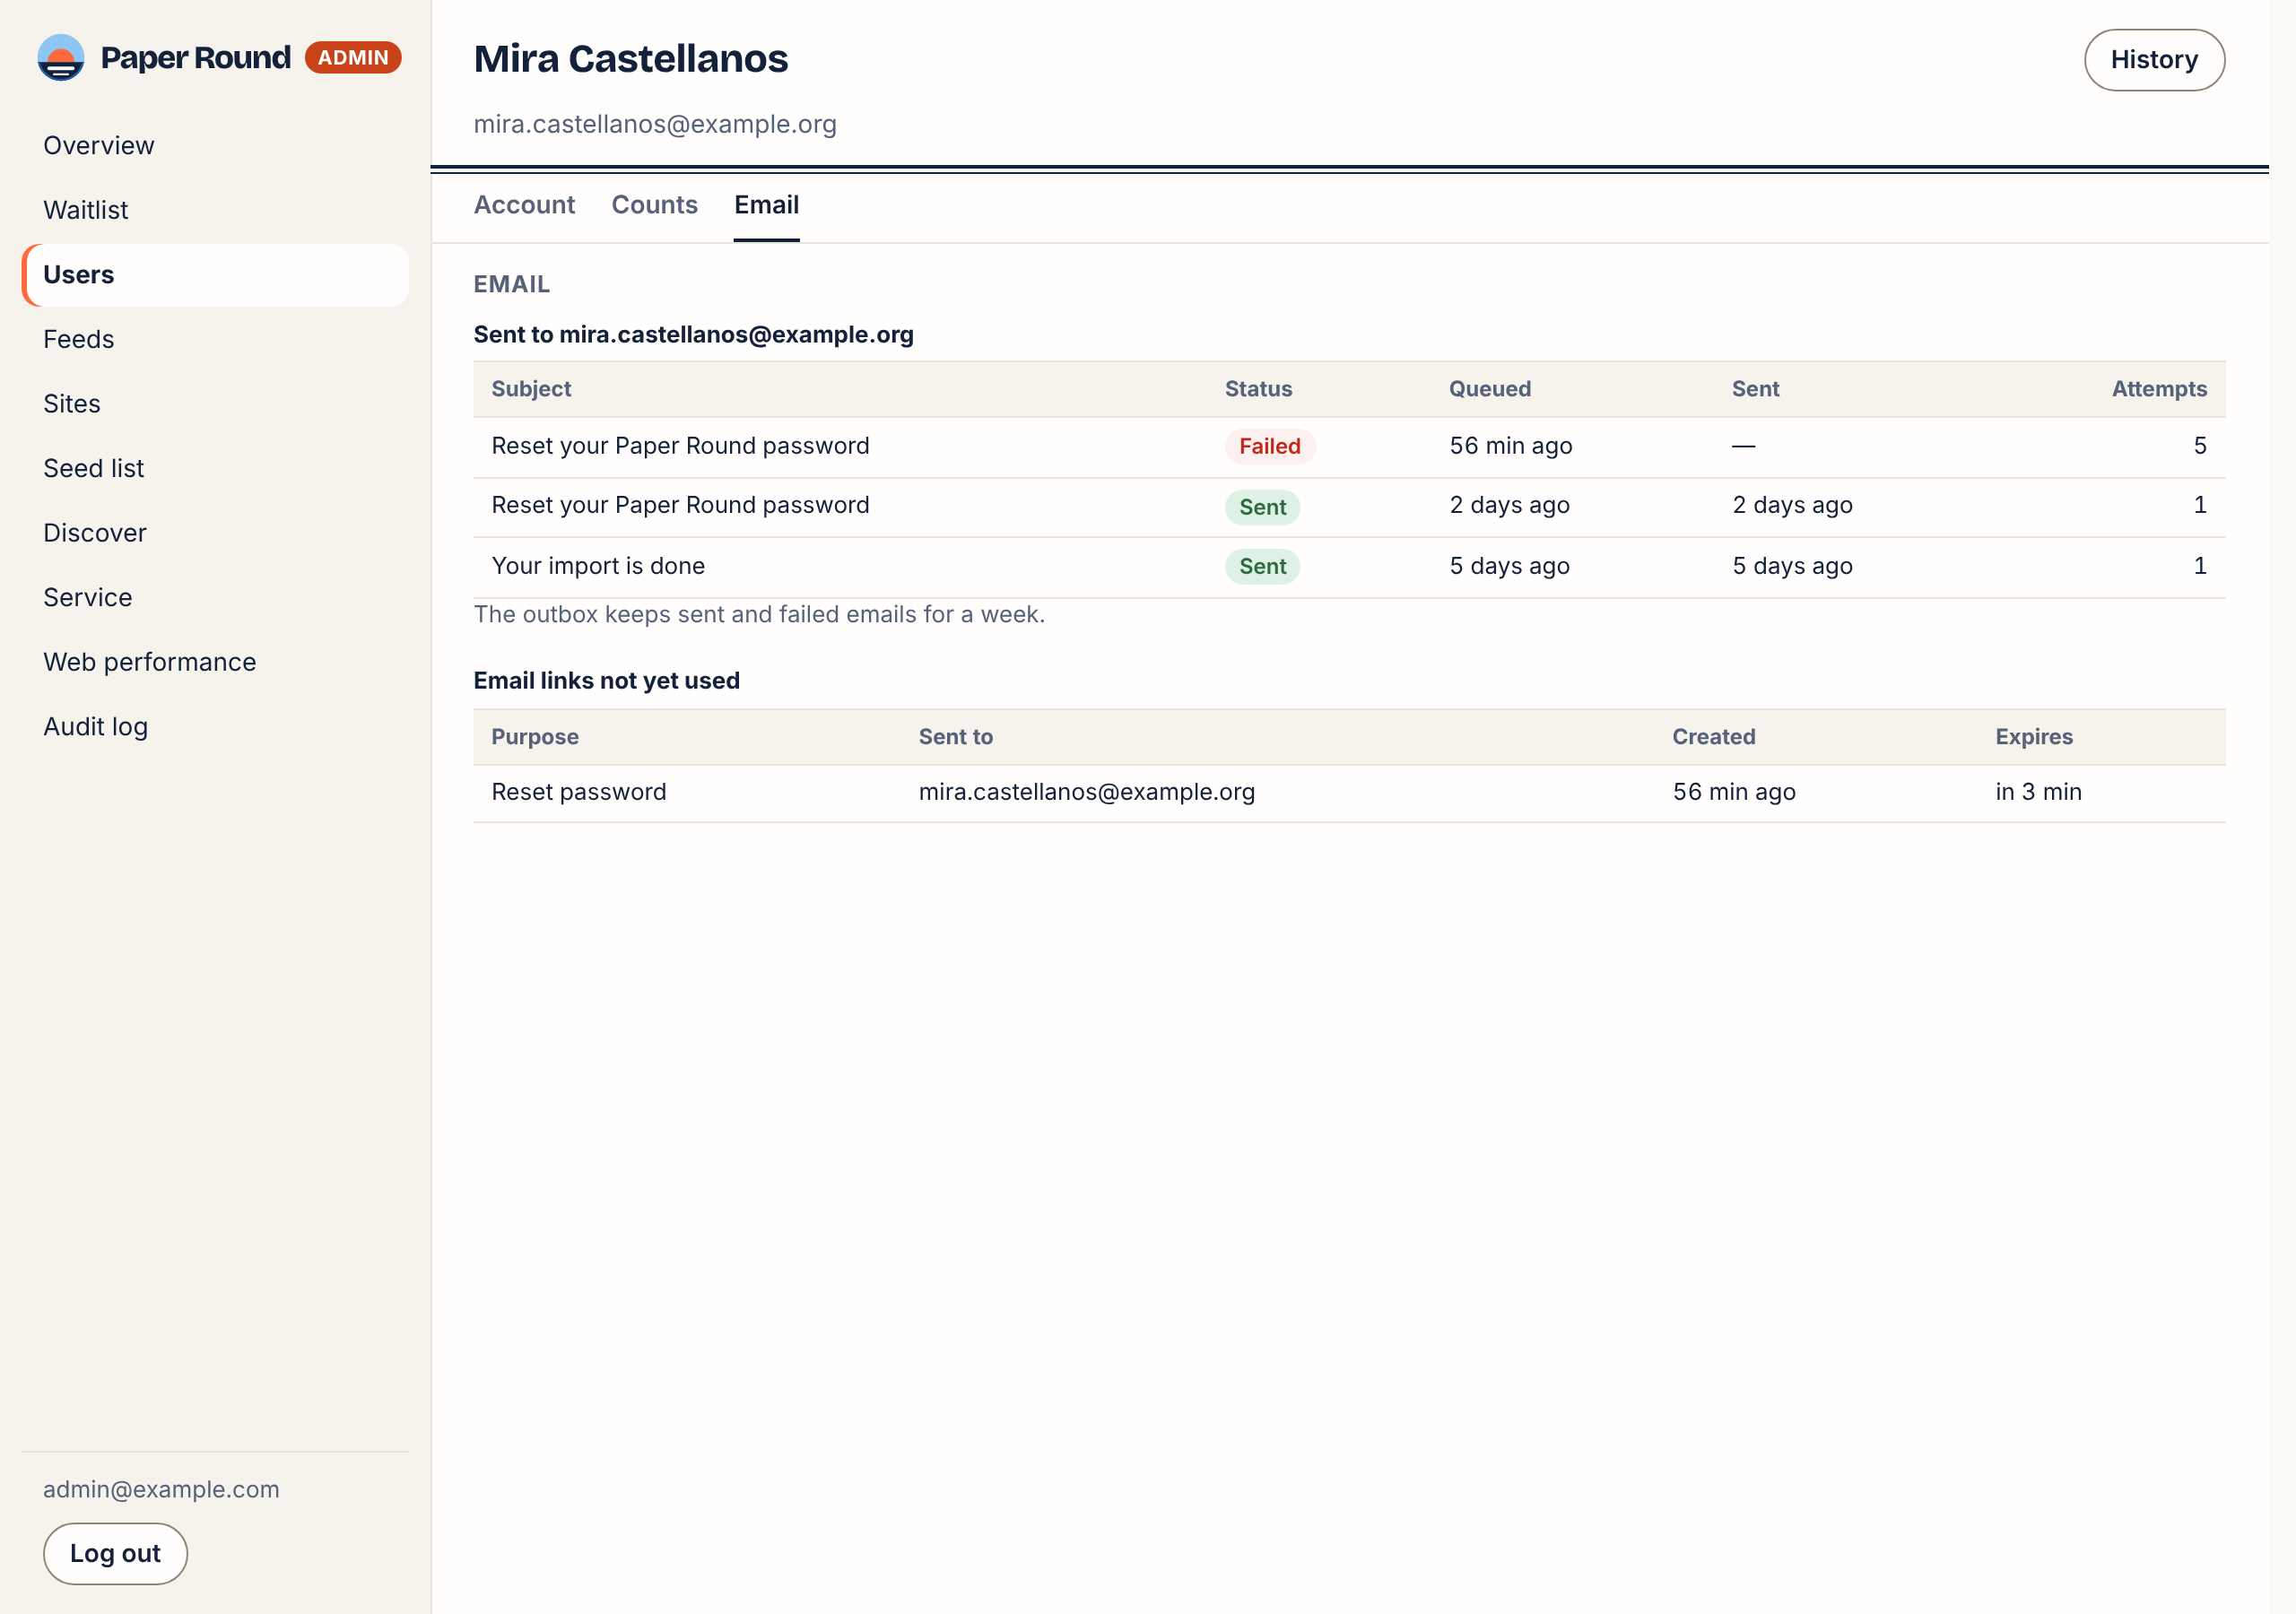 Paper Round ADMIN
Overview
Waitlist
Users
Feeds
Sites
Seed list
Discover
Service
Web performance
Audit log
admin@example.com
Log out
Mira Castellanos
History
mira.castellanos@example.org
Account Counts Email
EMAIL
Sent to mira.castellanos@example.org
Subject Status Queued Sent Attempts
Reset your Paper Round password Failed 56 min ago — 5
Reset your Paper Round password Sent 2 days ago 2 days ago 1
Your import is done Sent 5 days ago 5 days ago 1
The outbox keeps sent and failed emails for a week.
Email links not yet used
Purpose Sent to Created Expires
Reset password mira.castellanos@example.org 56 min ago in 3 min